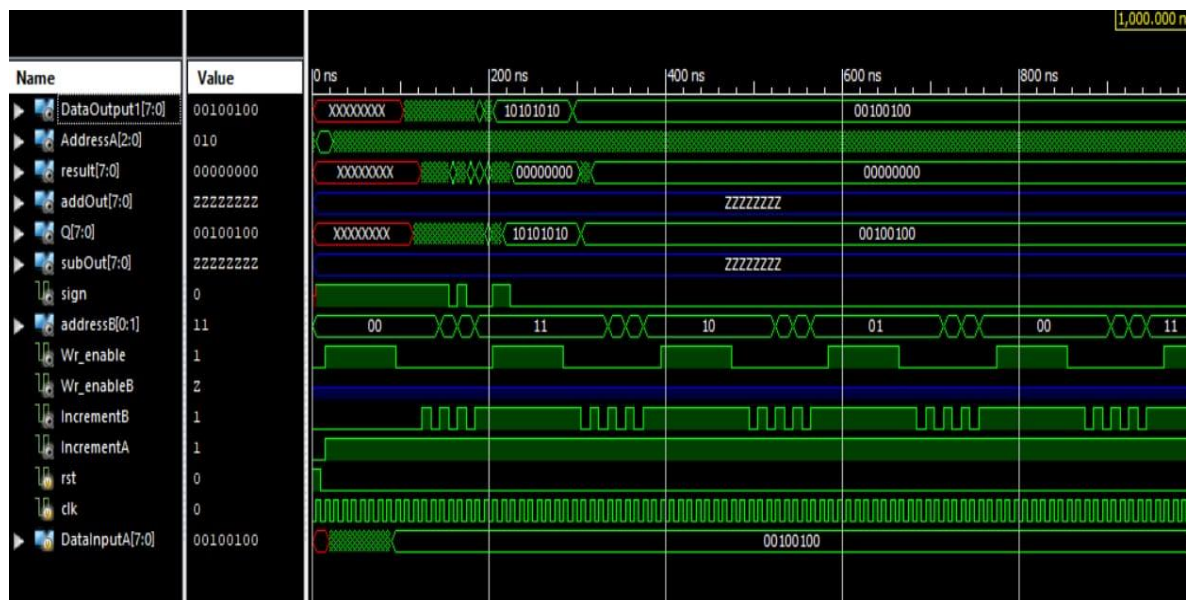 1,000.000 n
Name Value 0 ns 200 ns 400 ns 600 ns 800 ns
DataOutput1[7:0] 00100100 XXXXXXXX 10101010 00100100
AddressA[2:0] 010
result[7:0] 00000000 XXXXXXXX 00000000 00000000
addOut[7:0] ZZZZZZZZ ZZZZZZZZ
Q[7:0] 00100100 XXXXXXXX 10101010 00100100
subOut[7:0] ZZZZZZZZ ZZZZZZZZ
sign 0
addressB[0:1] 11 00 11 10 01 00 11
Wr_enable 1
Wr_enableB Z
IncrementB 1
IncrementA 1
rst 0
clk 0
DataInputA[7:0] 00100100 00100100